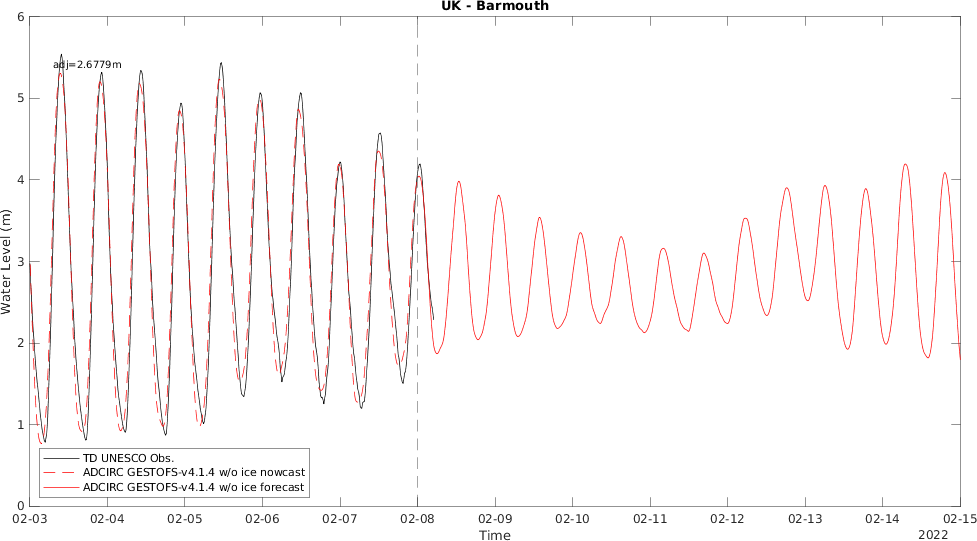 UK - Barmouth
6
adj=2.6779m
5
4
3
2
1
0
Water Level (m)
TD UNESCO Obs.
ADCIRC GESTOFS-v4.1.4 w/o ice nowcast
ADCIRC GESTOFS-v4.1.4 w/o ice forecast
02-03 02-04 02-05 02-06 02-07 02-08 02-09 02-10 02-11 02-12 02-13 02-14 02-15
Time
2022